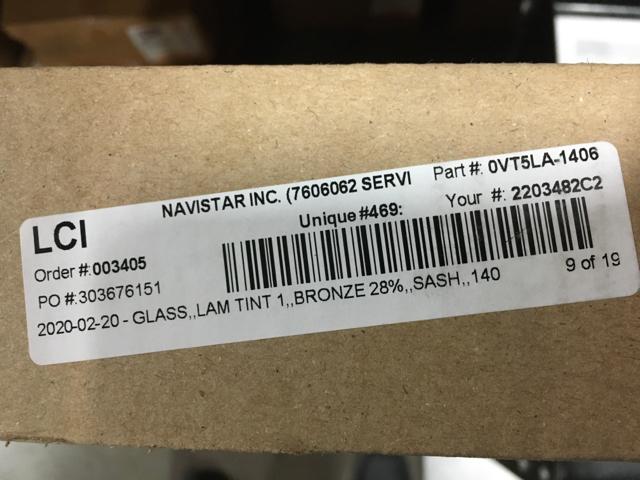 NAVISTAR INC. (7606062 SERVI
Part #: 0VT5LA-1406
LCI
Unique #469:
Your #: 2203482C2
Order #:003405
PO #:303676151
9 of 19
2020-02-20 - GLASS,,LAM TINT 1,,BRONZE 28%,,SASH,,140